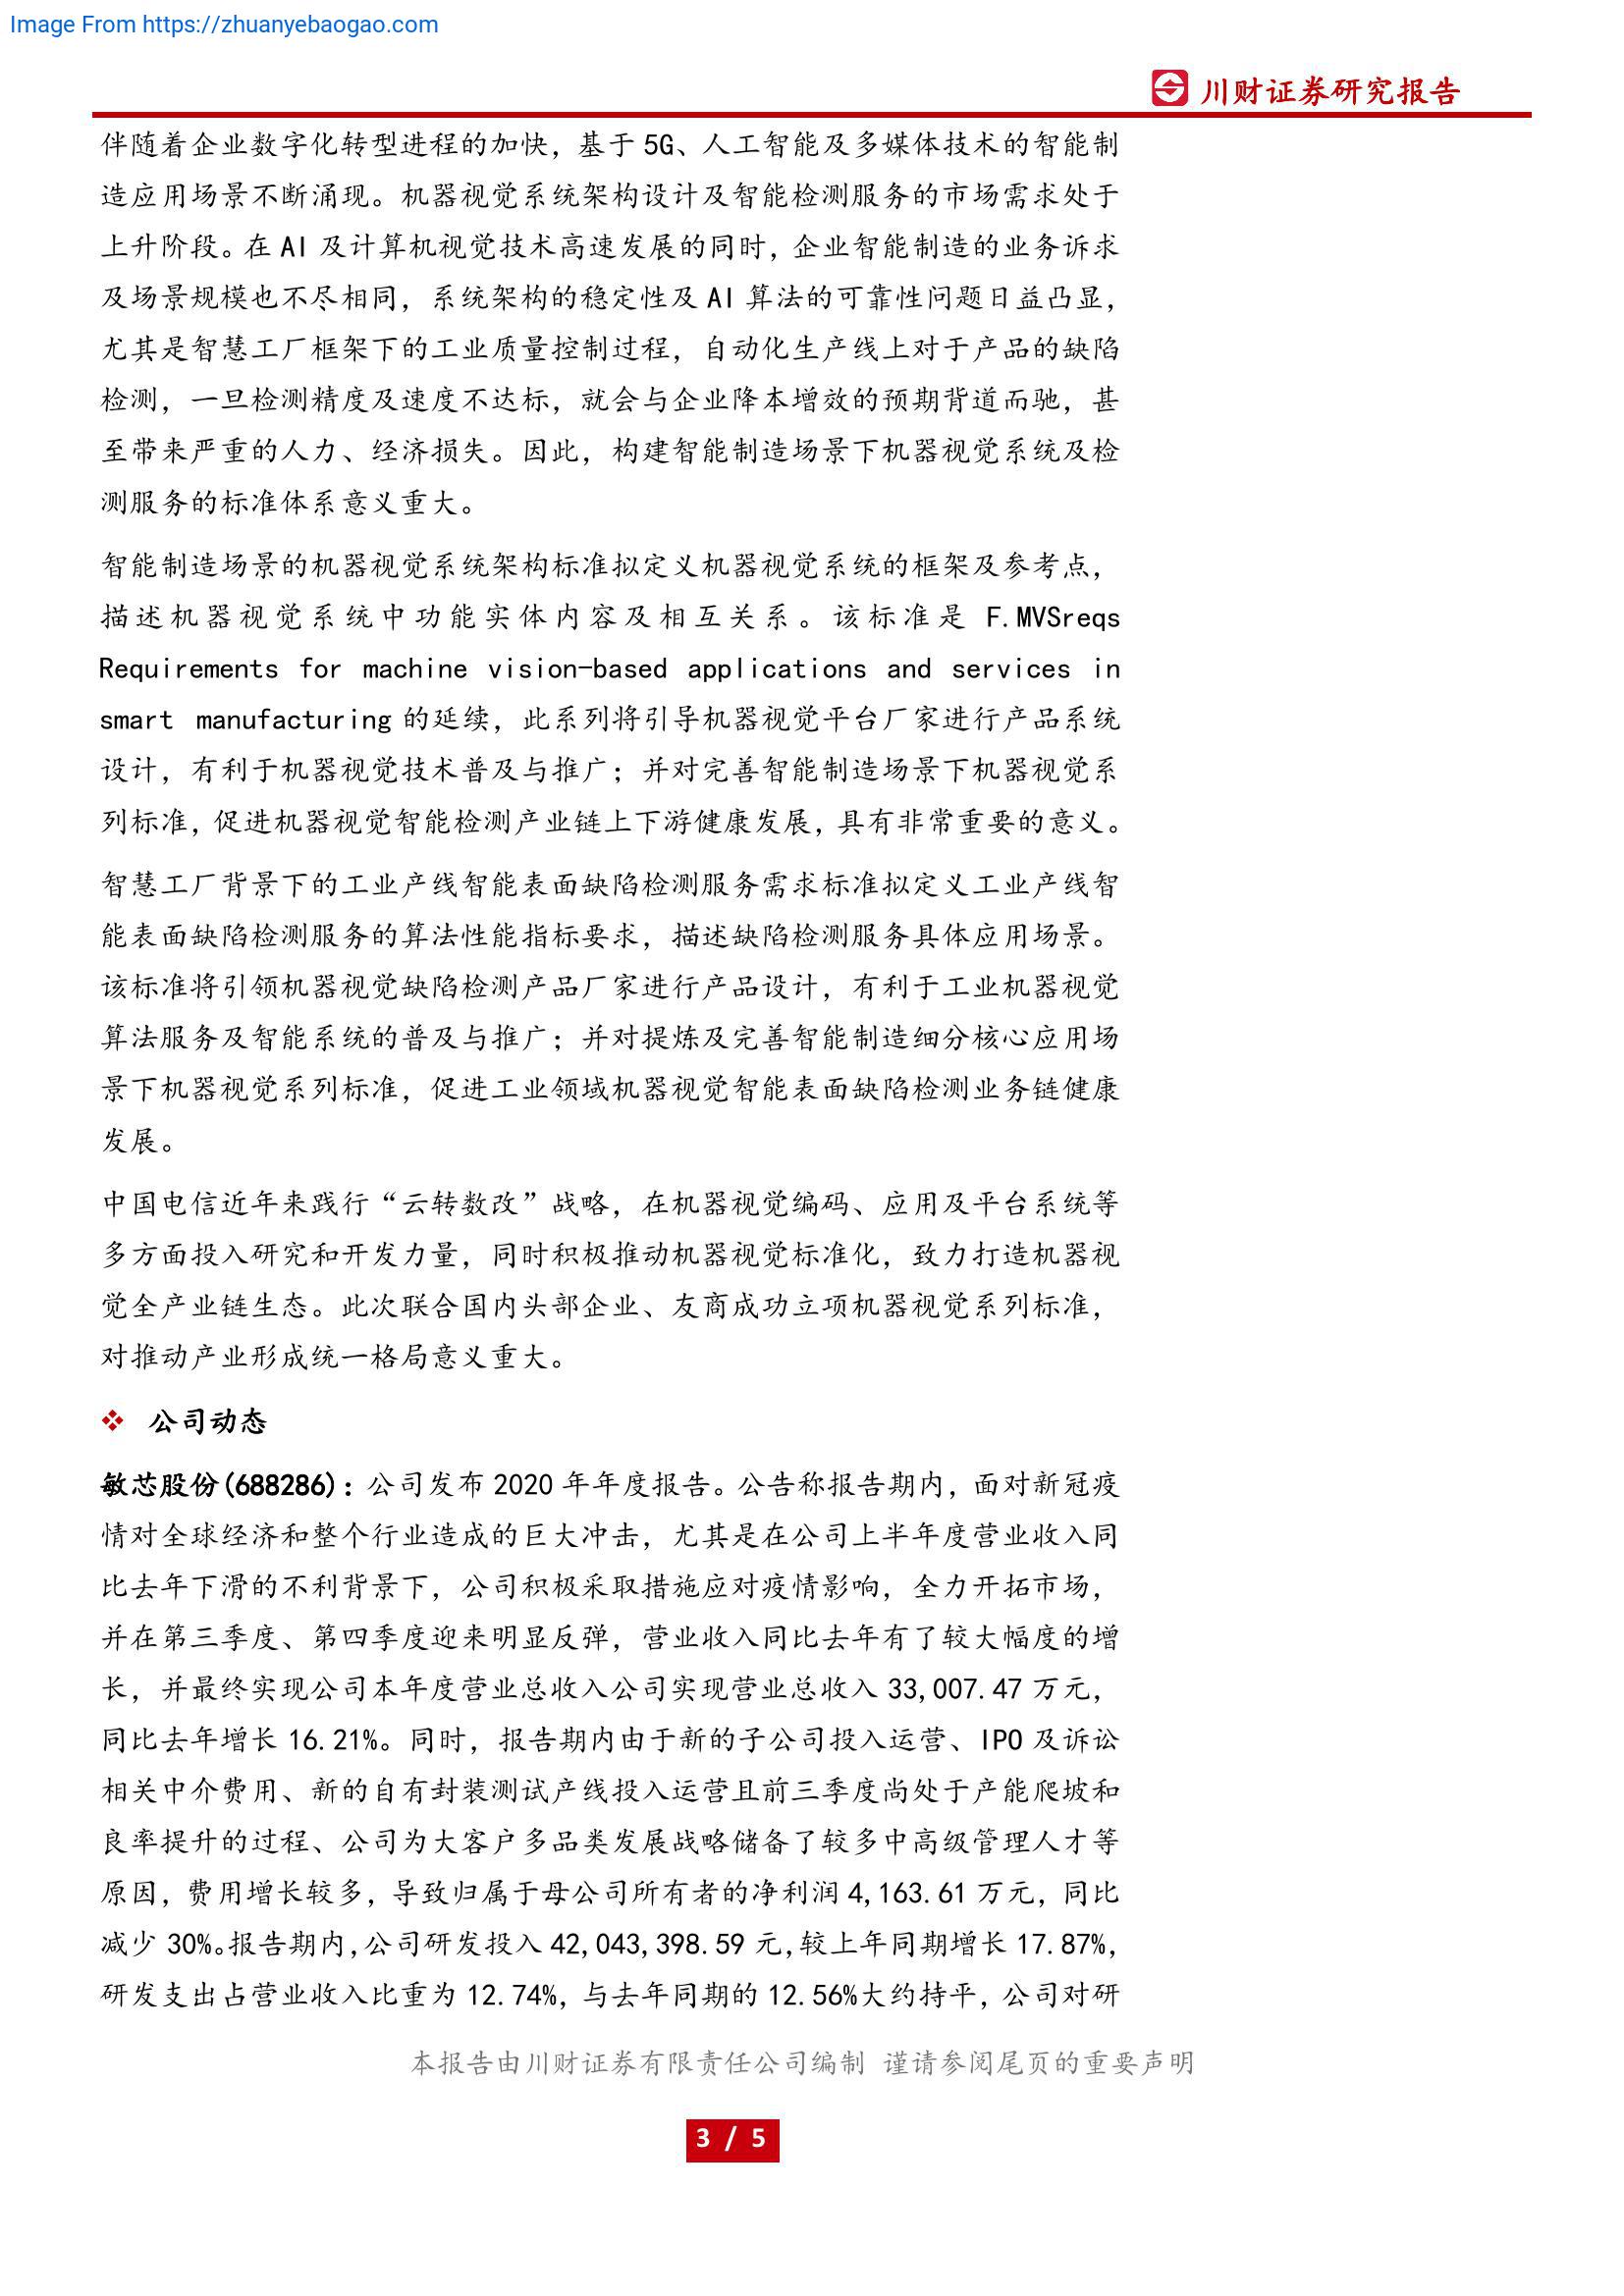 Image From https://zhuanyebaogao.com
川财证券研究报告
伴随着企业数字化转型进程的加快，基于 5G、人工智能及多媒体技术的智能制
造应用场景不断涌现。机器视觉系统架构设计及智能检测服务的市场需求处于
上升阶段。在 AI 及计算机视觉技术高速发展的同时，企业智能制造的业务诉求
及场景规模也不尽相同，系统架构的稳定性及 AI 算法的可靠性问题日益凸显，
尤其是智慧工厂框架下的工业质量控制过程，自动化生产线上对于产品的缺陷
检测，一旦检测精度及速度不达标，就会与企业降本增效的预期背道而驰，甚
至带来严重的人力、经济损失。因此，构建智能制造场景下机器视觉系统及检
测服务的标准体系意义重大。
智能制造场景的机器视觉系统架构标准拟定义机器视觉系统的框架及参考点，
描述机器视觉系统中功能实体内容及相互关系。该标准是 F.MVSreqs
Requirements for machine vision-based applications and services in
smart manufacturing 的延续，此系列将引导机器视觉平台厂家进行产品系统
设计，有利于机器视觉技术普及与推广；并对完善智能制造场景下机器视觉系
列标准，促进机器视觉智能检测产业链上下游健康发展，具有非常重要的意义。
智慧工厂背景下的工业产线智能表面缺陷检测服务需求标准拟定义工业产线智
能表面缺陷检测服务的算法性能指标要求，描述缺陷检测服务具体应用场景。
该标准将引领机器视觉缺陷检测产品厂家进行产品设计，有利于工业机器视觉
算法服务及智能系统的普及与推广；并对提炼及完善智能制造细分核心应用场
景下机器视觉系列标准，促进工业领域机器视觉智能表面缺陷检测业务链健康
发展。
中国电信近年来践行“云转数改”战略，在机器视觉编码、应用及平台系统等
多方面投入研究和开发力量，同时积极推动机器视觉标准化，致力打造机器视
觉全产业链生态。此次联合国内头部企业、友商成功立项机器视觉系列标准，
对推动产业形成统一格局意义重大。
❖ 公司动态
敏芯股份(688286)：公司发布 2020 年年度报告。公告称报告期内，面对新冠疫
情对全球经济和整个行业造成的巨大冲击，尤其是在公司上半年度营业收入同
比去年下滑的不利背景下，公司积极采取措施应对疫情影响，全力开拓市场，
并在第三季度、第四季度迎来明显反弹，营业收入同比去年有了较大幅度的增
长，并最终实现公司本年度营业总收入公司实现营业总收入 33,007.47 万元，
同比去年增长 16.21%。同时，报告期内由于新的子公司投入运营、IPO 及诉讼
相关中介费用、新的自有封装测试产线投入运营且前三季度尚处于产能爬坡和
良率提升的过程、公司为大客户多品类发展战略储备了较多中高级管理人才等
原因，费用增长较多，导致归属于母公司所有者的净利润 4,163.61 万元，同比
减少 30%。报告期内，公司研发投入 42,043,398.59 元，较上年同期增长 17.87%，
研发支出占营业收入比重为 12.74%，与去年同期的 12.56%大约持平，公司对研
本报告由川财证券有限责任公司编制 谨请参阅尾页的重要声明
3 / 5